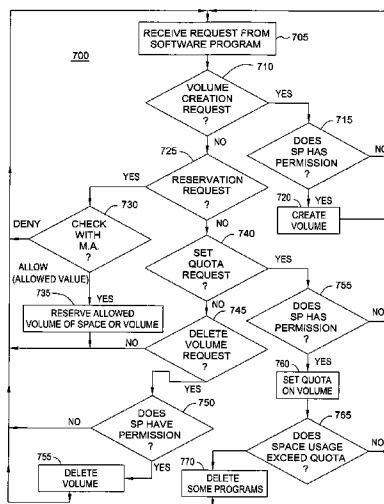 700
RECEIVE REQUEST FROM
SOFTWARE PROGRAM
705
710
VOLUME
CREATION
REQUEST
?
YES
NO
715
DOES
SP HAS
PERMISSION
?
NO
YES
720
CREATE
VOLUME
725
RESERVATION
REQUEST
?
YES
NO
730
DENY
CHECK
WITH
M.A.
?
ALLOW
(ALLOWED VALUE)
YES
735
RESERVE ALLOWED
VOLUME OF SPACE OR VOLUME
740
SET
QUOTA
REQUEST
?
YES
NO
745
DELETE
VOLUME
REQUEST
?
NO
YES
755
DOES
SP HAS
PERMISSION
?
NO
YES
760
SET QUOTA
ON VOLUME
750
DOES
SP HAVE
PERMISSION
?
NO
YES
755
DELETE
VOLUME
765
DOES
SPACE USAGE
EXCEED QUOTA
?
NO
YES
770
DELETE
SOME PROGRAMS